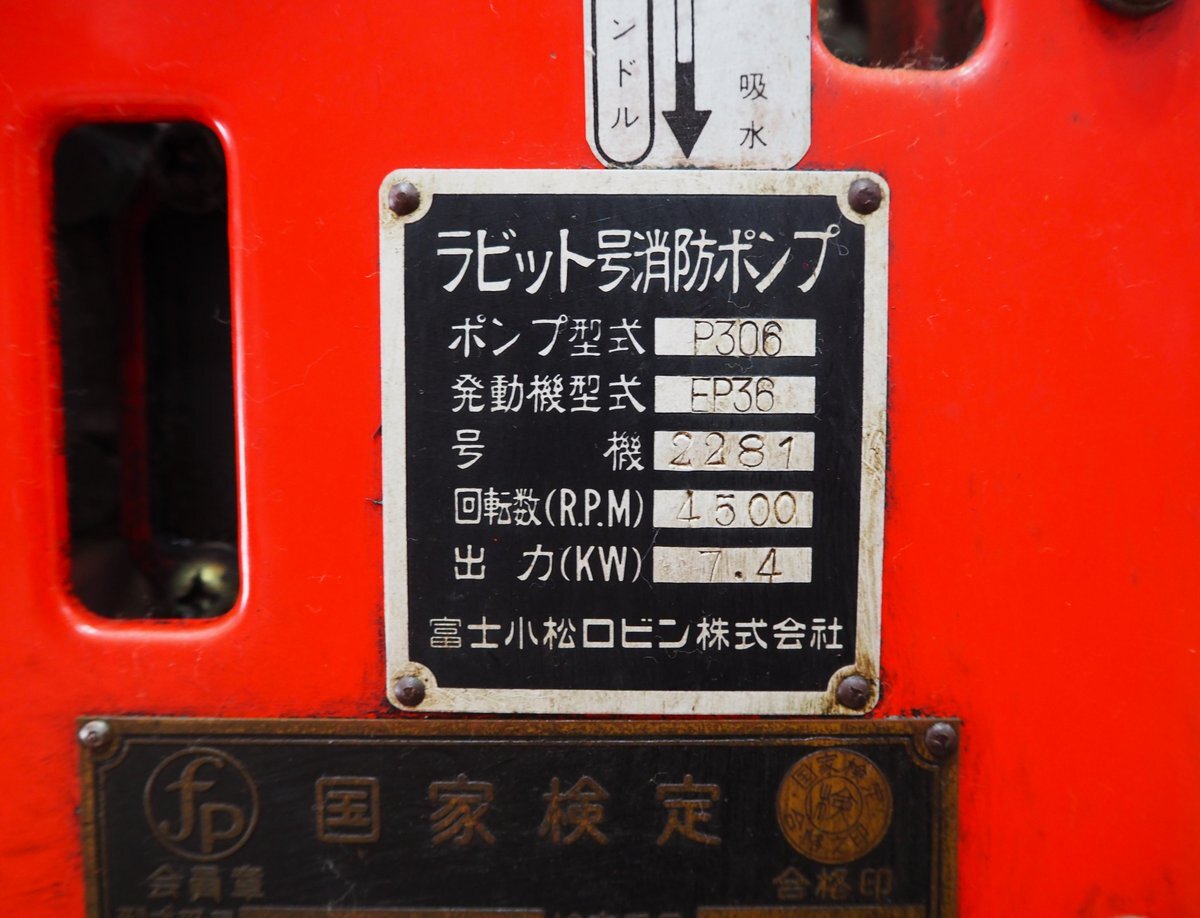 ンドル
吸水
ラビット号消防ポンプ
ポンプ型式 P306
発動機型式 EP36
号機 2281
回転数(R.P.M) 4500
出力(KW) 7.4
富士小松ロビン株式会社
fp 国家検定
会員章 合格印